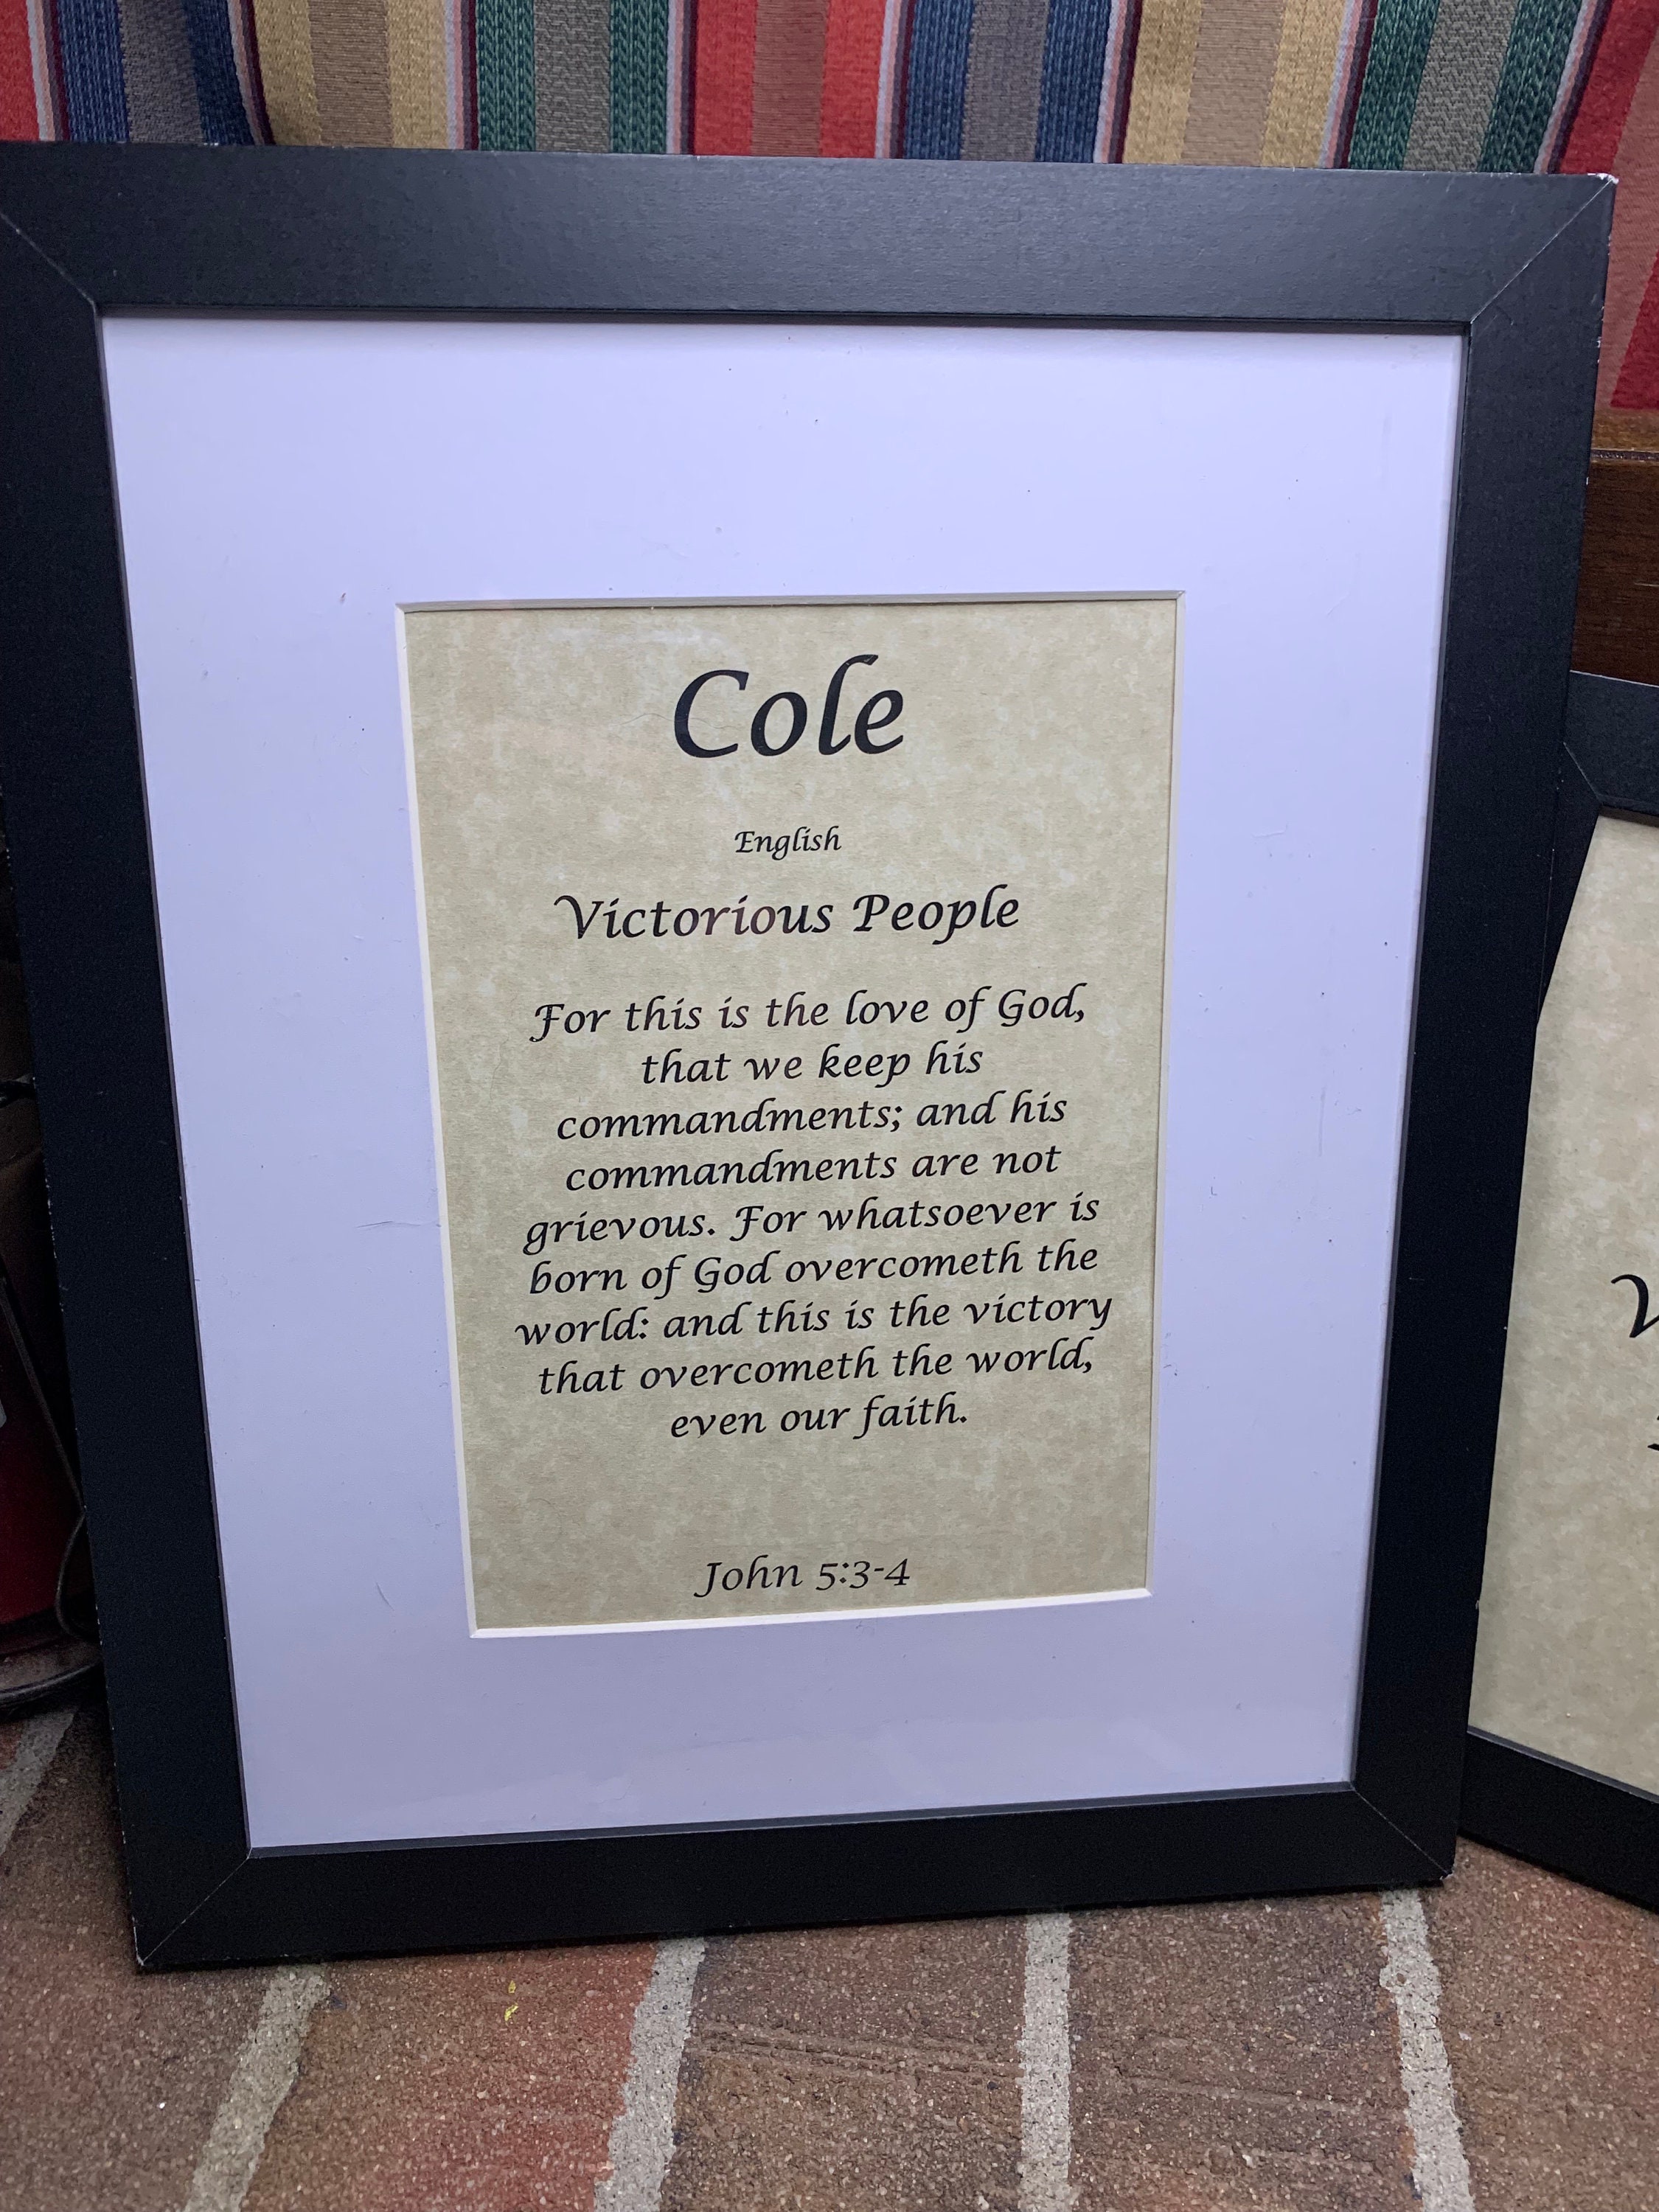 Cole
English
Victorious People
For this is the love of God,
that we keep his
commandments; and his
commandments are not
grievous. For whatsoever is
born of God overcometh the
world: and this is the victory
that overcometh the world,
even our faith.
John 5:3-4